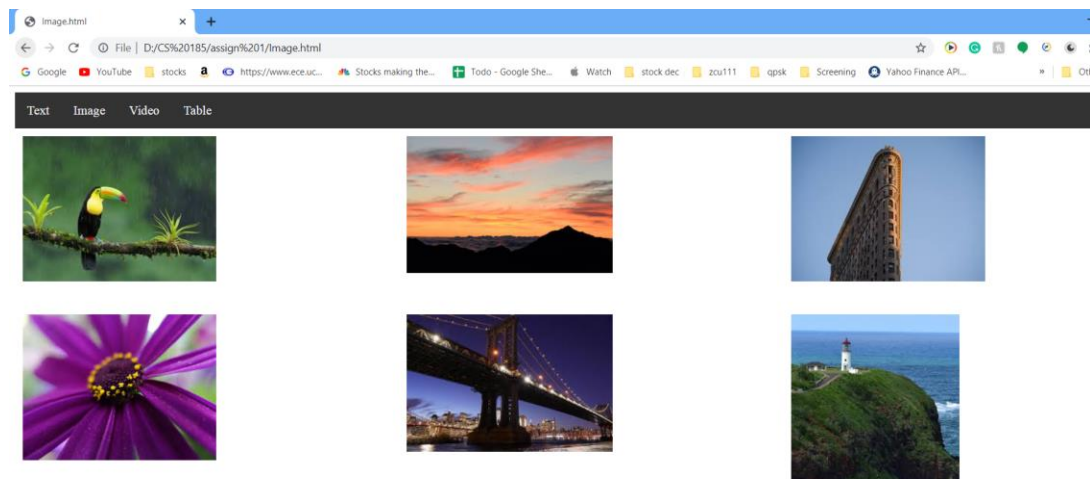 Image.html
File | D:/CS%20185/assign%201/Image.html
Google YouTube stocks https://www.ece.uc... Stocks making the... Todo - Google She... Watch stock dec zcu111 qpsk Screening Yahoo Finance API... »
Text Image Video Table